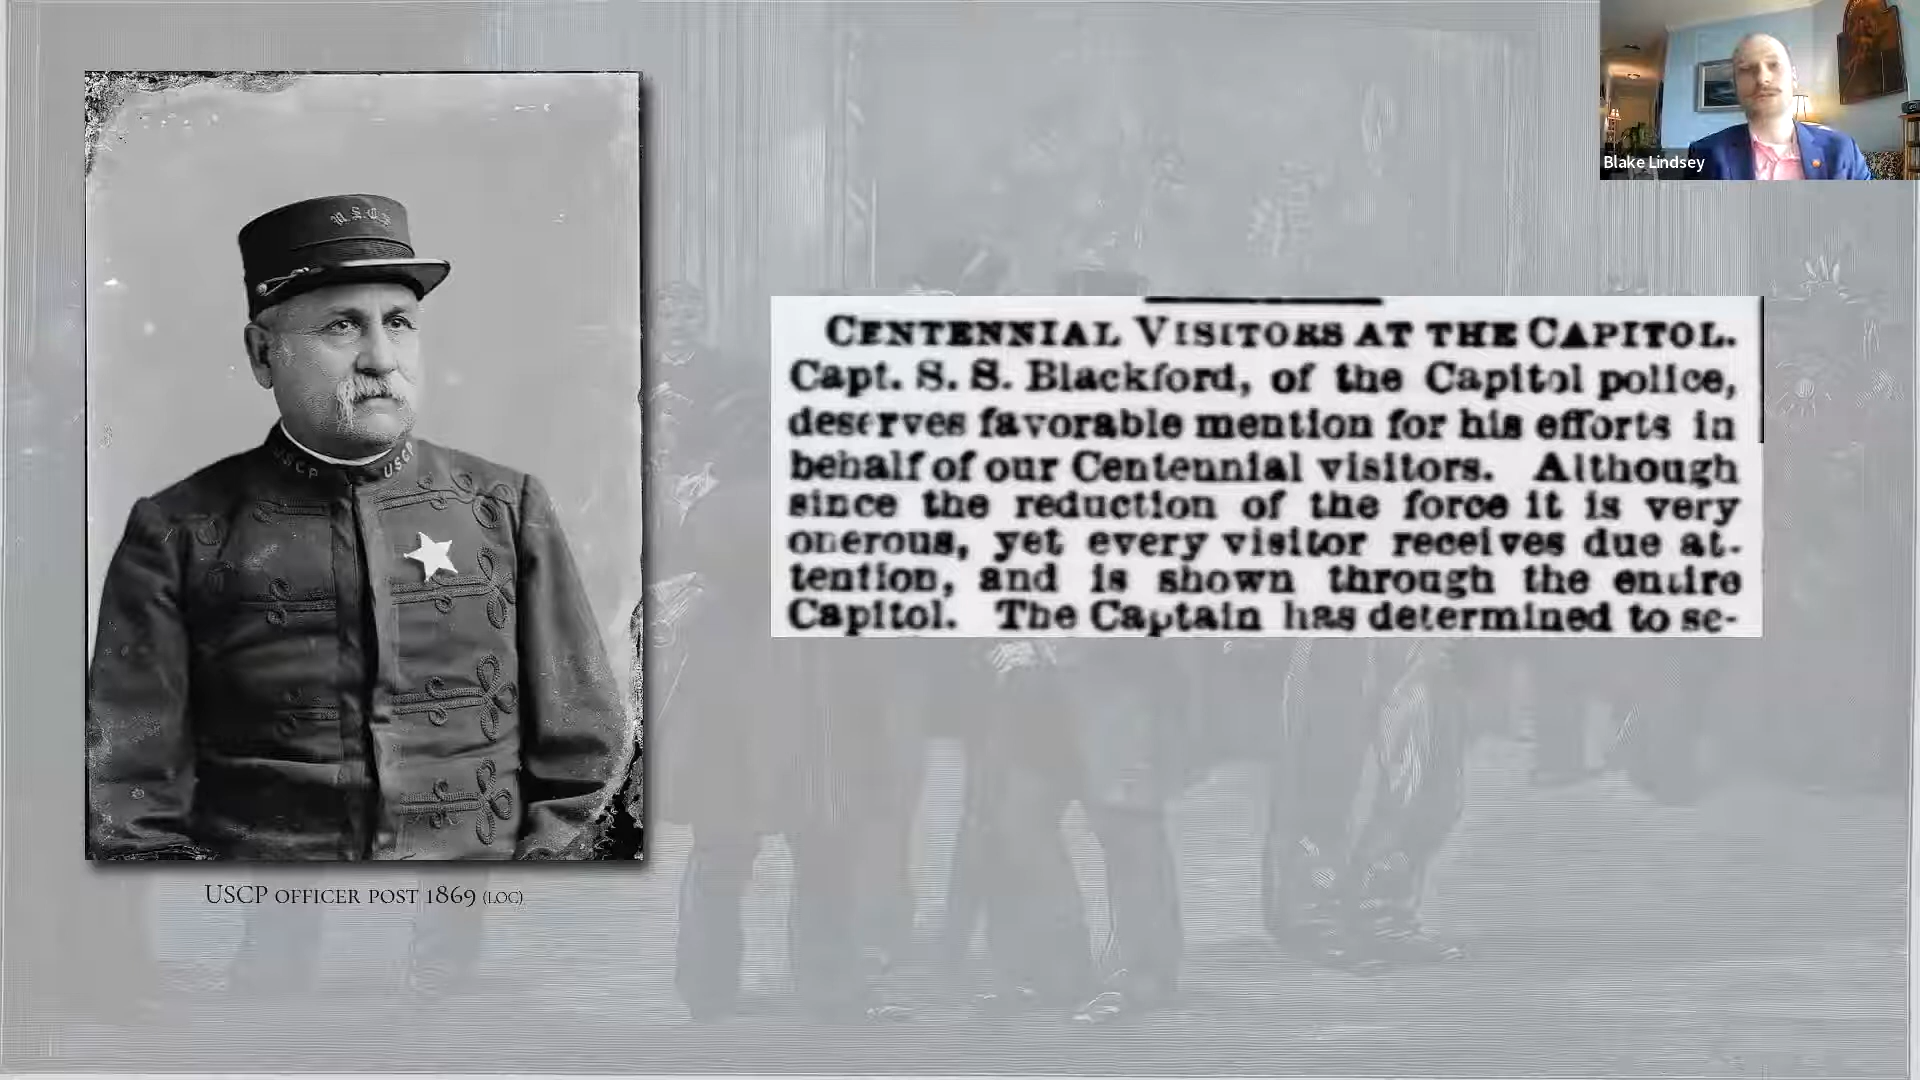 Blake Lindsey
U.S.C.P.
USCP USCP
CENTENNIAL VISITORS AT THE CAPITOL.
Capt. S. S. Blackford, of the Capitol police,
deserves favorable mention for his efforts in
behalf of our Centennial visitors. Although
since the reduction of the force it is very
onerous, yet every visitor receives due at-
tention, and is shown through the entire
Capitol. The Captain has determined to se-
USCP OFFICER POST 1869 (LOC)